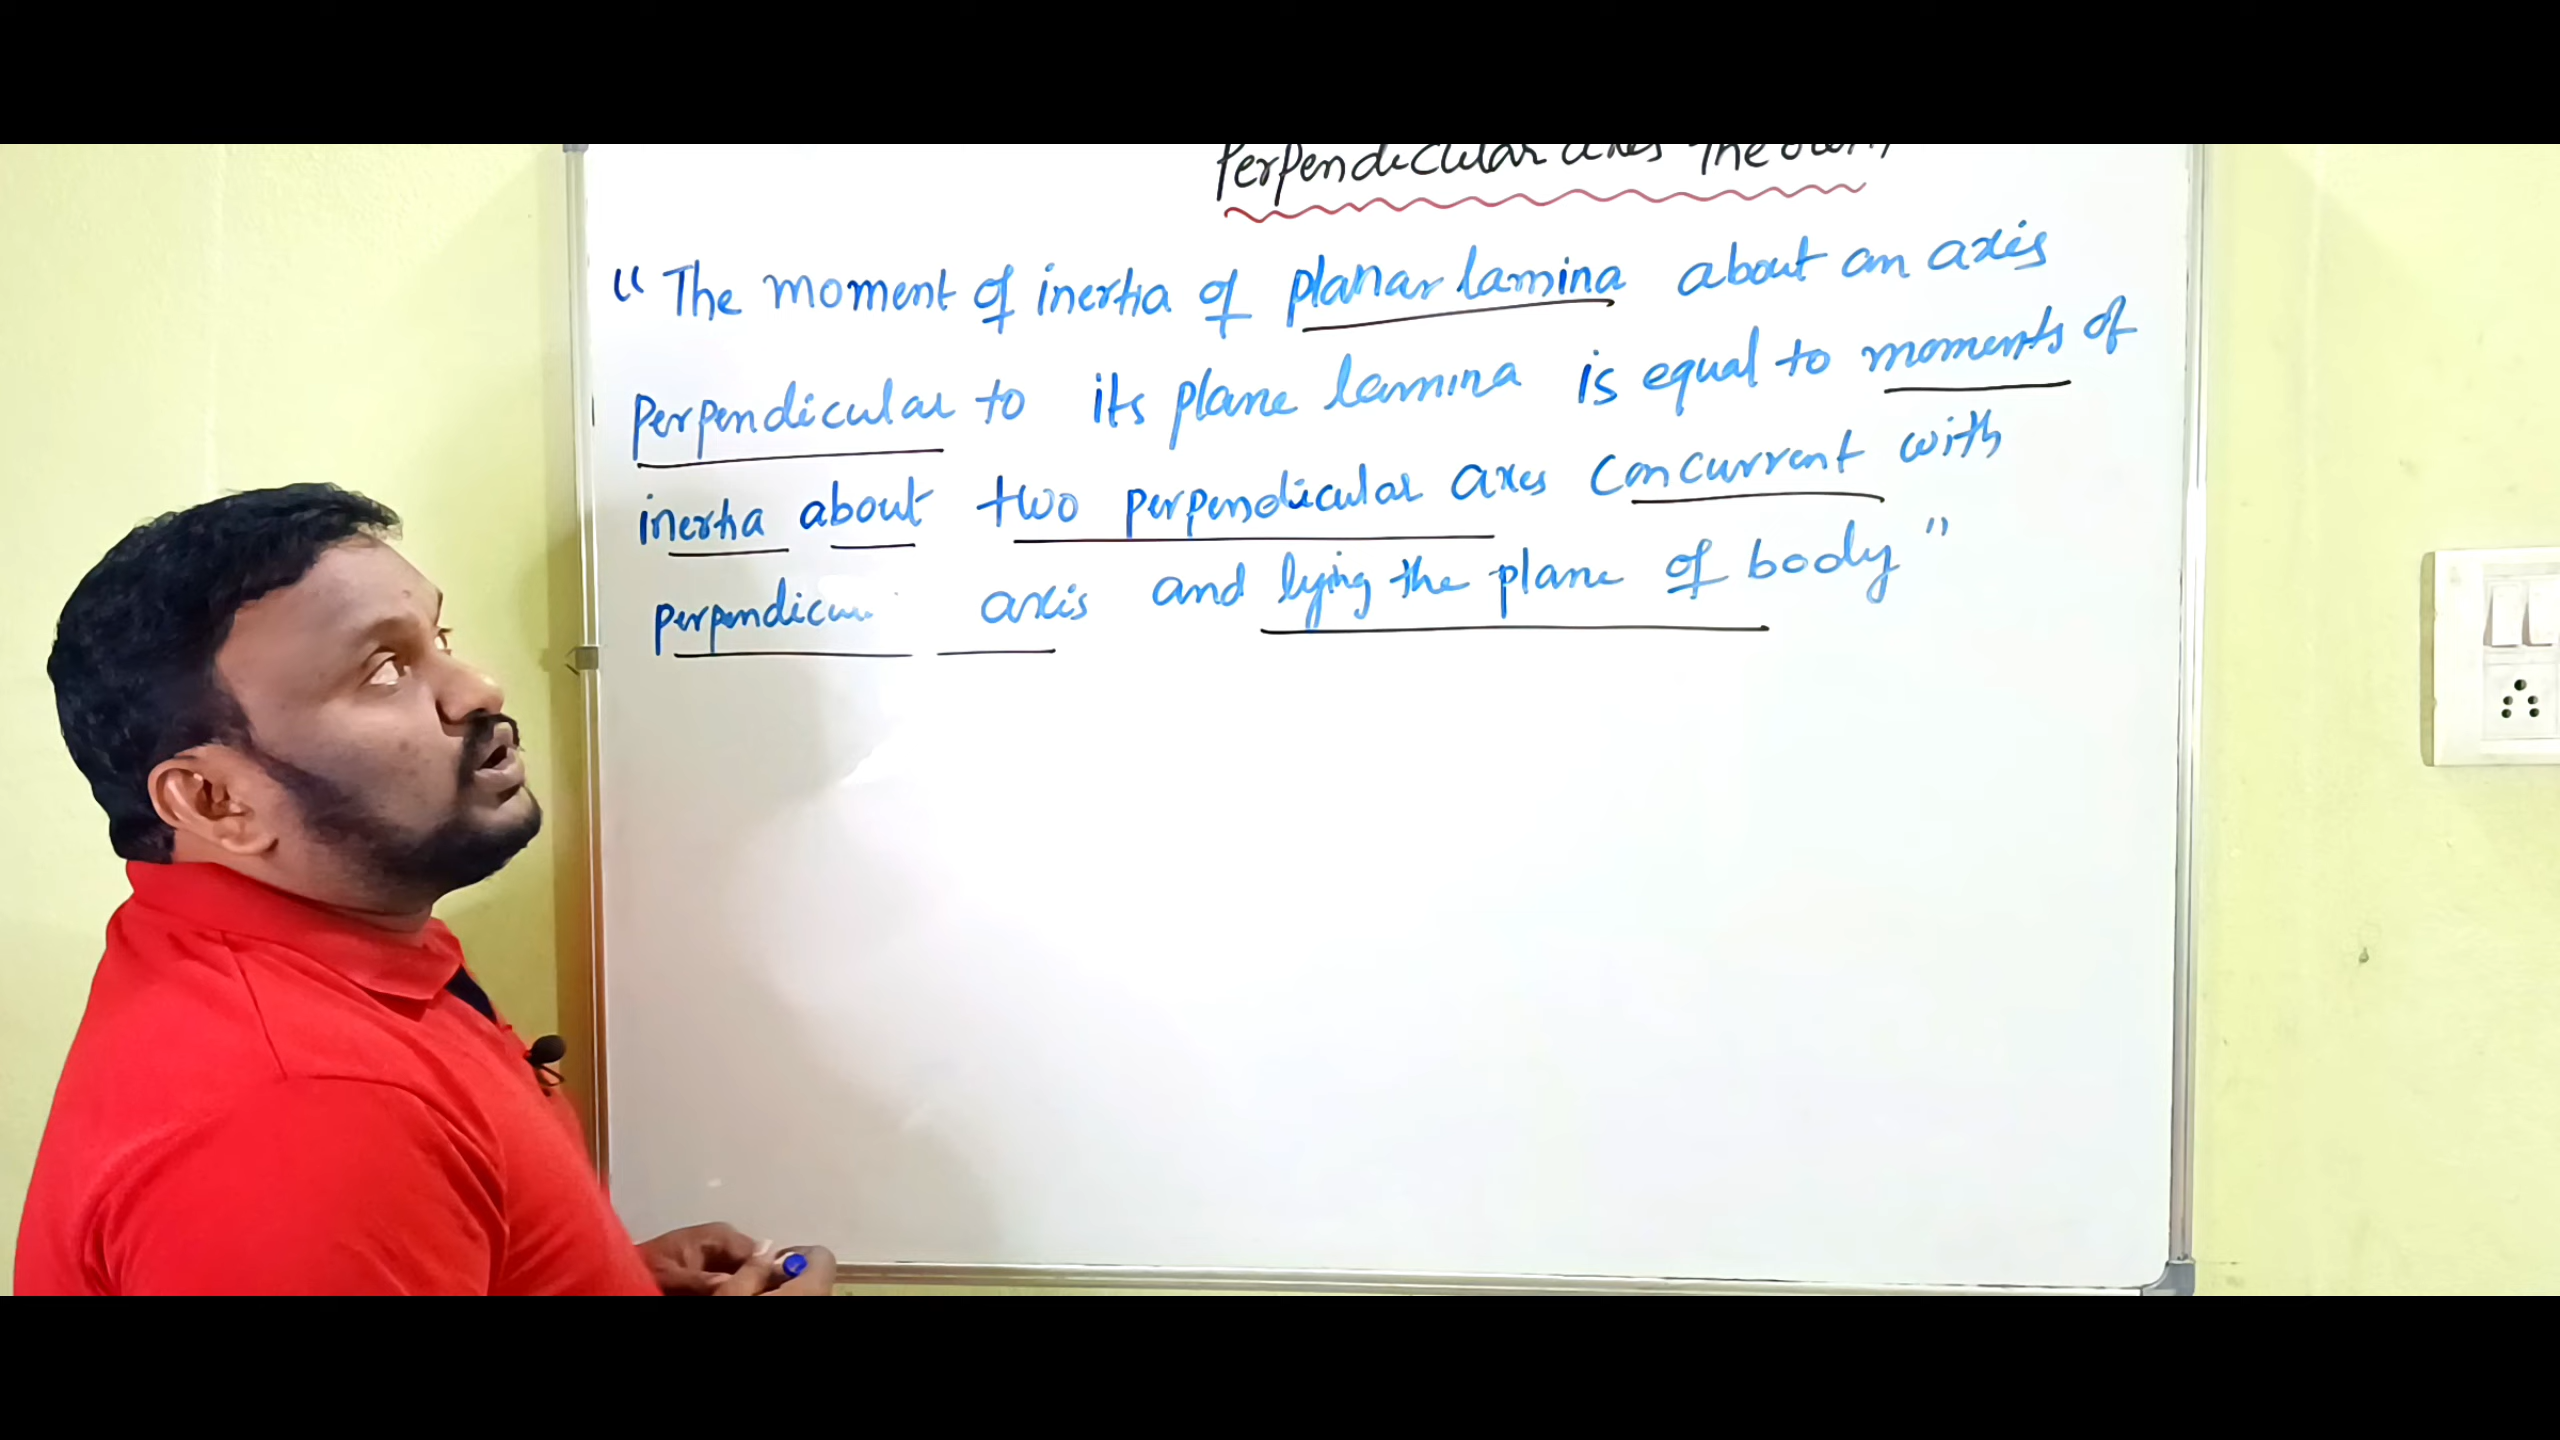 Perpendicular axes Theorem
"The moment of inertia of planar lamina about an axis
perpendicular to its plane lamina is equal to moments of
inertia about two perpendicular axes concurrent with
axis and lying the plane of body"